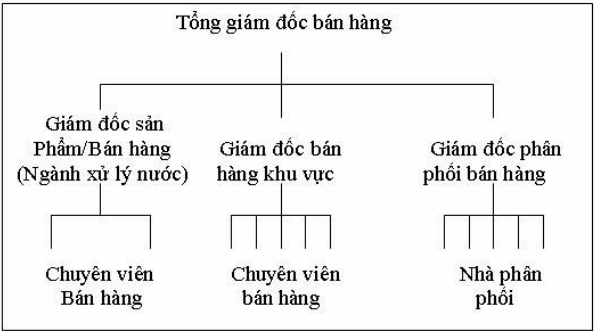 Tổng giám đốc bán hàng
Giám đốc sản
Phẩm/Bán hàng
(Ngành xử lý nước)
Giám đốc bán
hàng khu vực
Giám đốc phân
phối bán hàng
Chuyên viên
Bán hàng
Chuyên viên
bán hàng
Nhà phân
phối